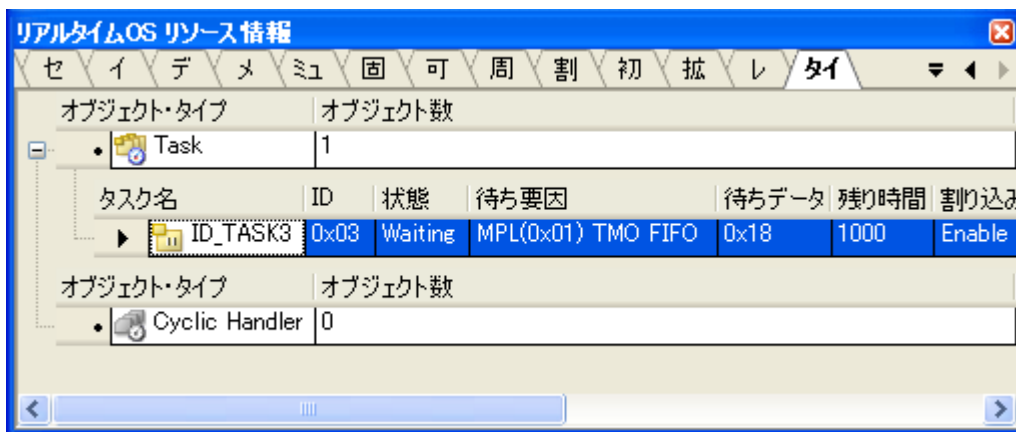 リアルタイムOS リソース情報
セ イ デ メ ミュ 固 可 周 割 初 拡 レ タイ
オブジェクト・タイプ オブジェクト数
Task 1
タスク名 ID 状態 待ち要因 待ちデータ 残り時間 割り込み
ID_TASK3 0x03 Waiting MPL(0x01) TMO FIFO 0x18 1000 Enable
オブジェクト・タイプ オブジェクト数
Cyclic Handler 0